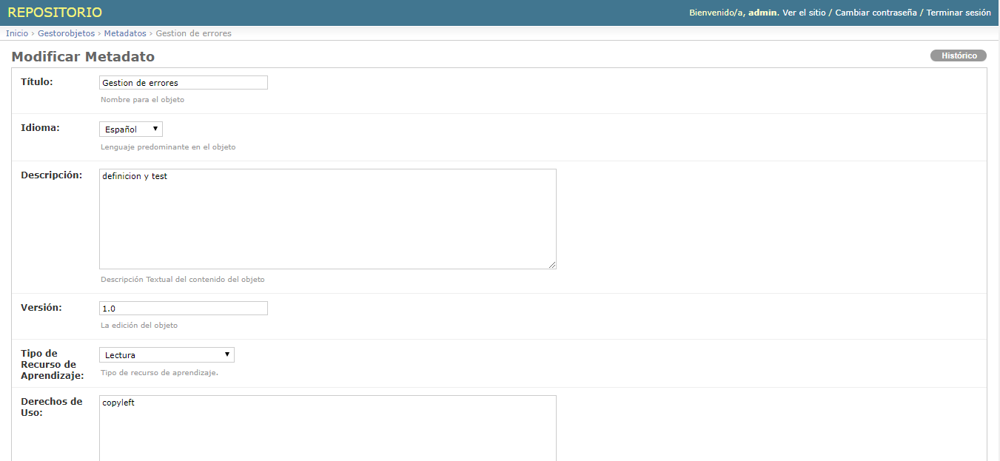 REPOSITORIO
Bienvenido/a, admin. Ver el sitio / Cambiar contraseña / Terminar sesión
Inicio › Gestorobjetos › Metadatos › Gestion de errores
Modificar Metadato
Histórico
Título:
Gestion de errores
Nombre para el objeto
Idioma:
Español
Lenguaje predominante en el objeto
Descripción:
definicion y test
Descripción Textual del contenido del objeto
Versión:
1.0
La edición del objeto
Tipo de
Recurso de
Aprendizaje:
Lectura
Tipo de recurso de aprendizaje.
Derechos de
Uso:
copyleft